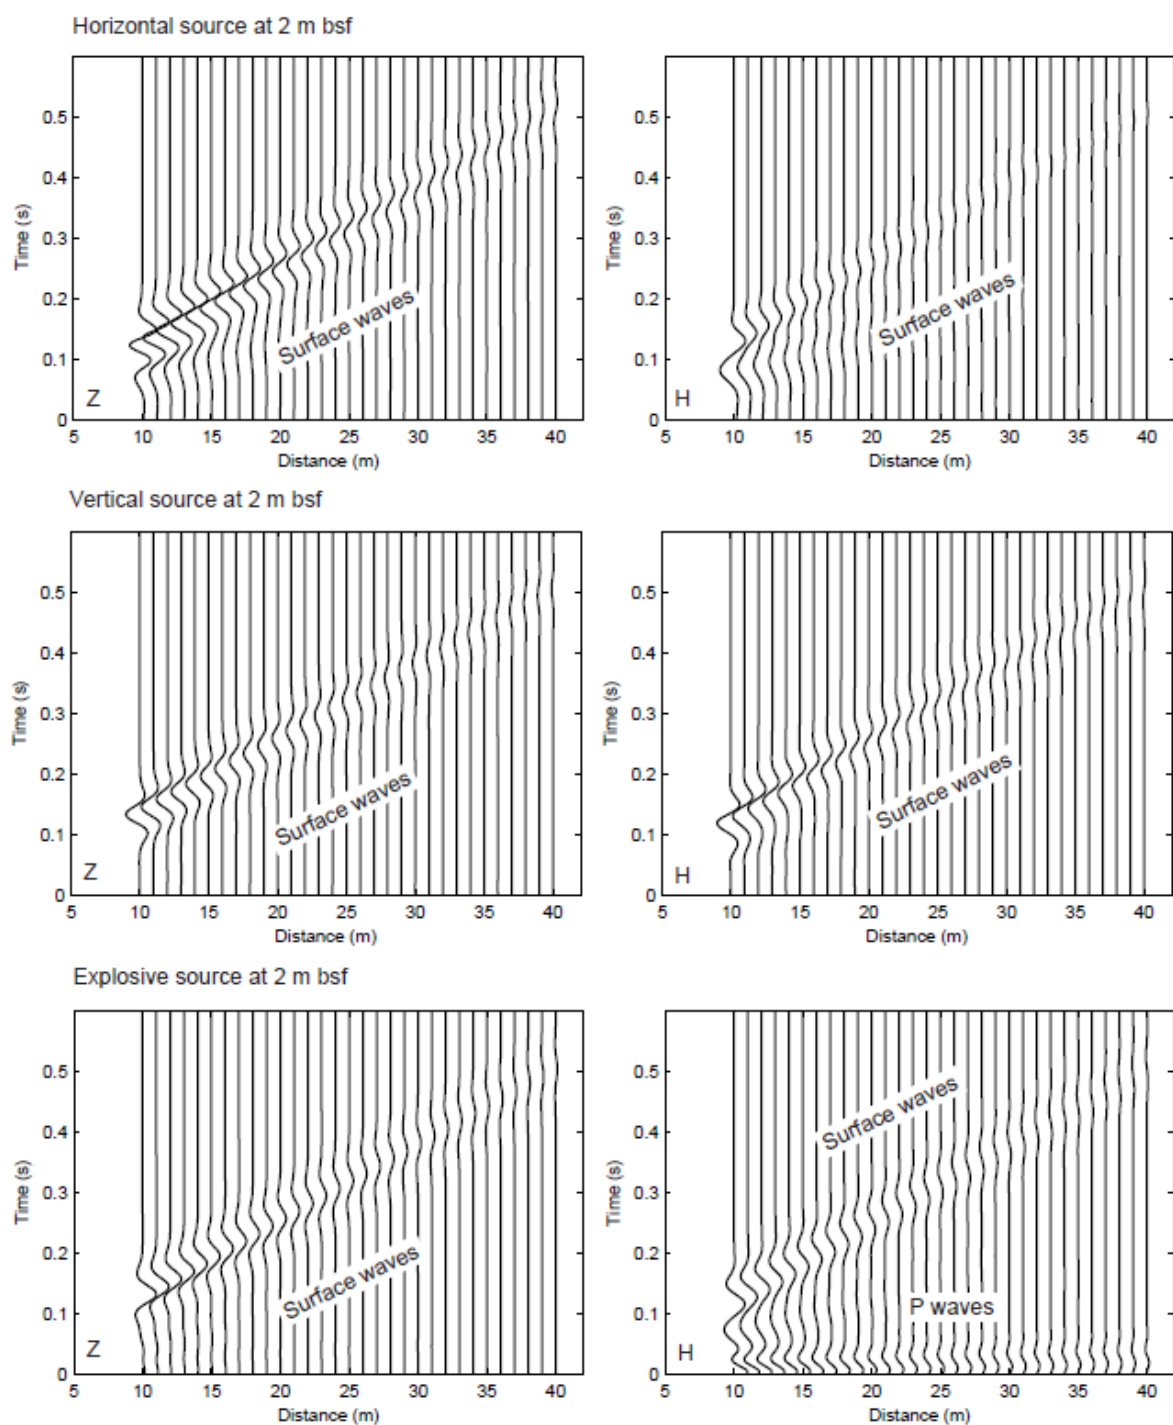 Horizontal source at 2 m bsf
0.5
0.4
0.3
0.2
0.1
0
Time (s)
Surface waves
Z
5 10 15 20 25 30 35 40
Distance (m)
0.5
0.4
0.3
0.2
0.1
0
Time (s)
Surface waves
H
5 10 15 20 25 30 35 40
Distance (m)
Vertical source at 2 m bsf
0.5
0.4
0.3
0.2
0.1
0
Time (s)
Surface waves
Z
5 10 15 20 25 30 35 40
Distance (m)
0.5
0.4
0.3
0.2
0.1
0
Time (s)
Surface waves
H
5 10 15 20 25 30 35 40
Distance (m)
Explosive source at 2 m bsf
0.5
0.4
0.3
0.2
0.1
0
Time (s)
Surface waves
Z
5 10 15 20 25 30 35 40
Distance (m)
0.5
0.4
0.3
0.2
0.1
0
Time (s)
Surface waves
P waves
H
5 10 15 20 25 30 35 40
Distance (m)